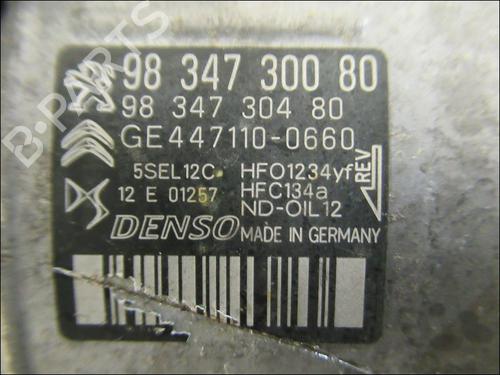 98 347 300 80
98 347 304 80
GE447110-0660
5SEL12C HFO1234yf
12 E 01257 HFC134a
ND-OIL12
REV
DENSO MADE IN GERMANY
B-PARTS